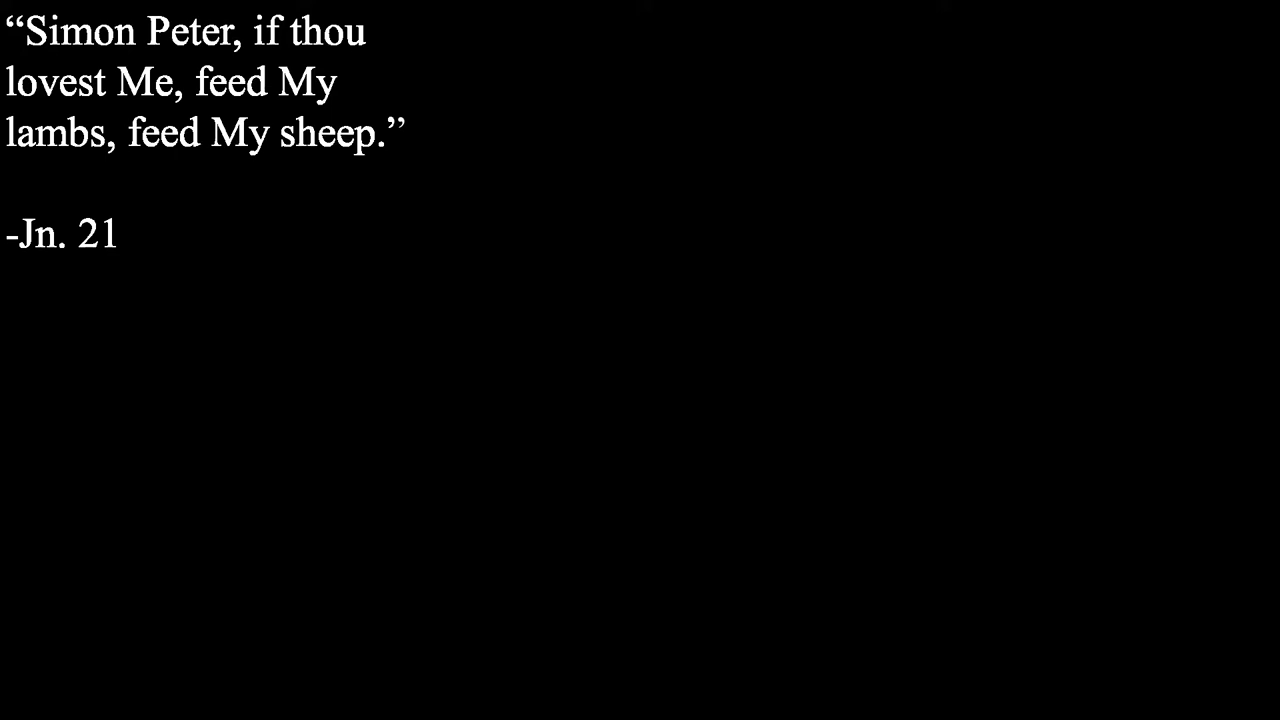 “Simon Peter, if thou
lovest Me, feed My
lambs, feed My sheep.”
-Jn. 21